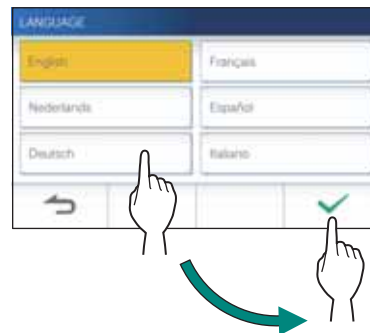 LANGUAGE
English Français
Nederlands Español
Deutsch Italiano